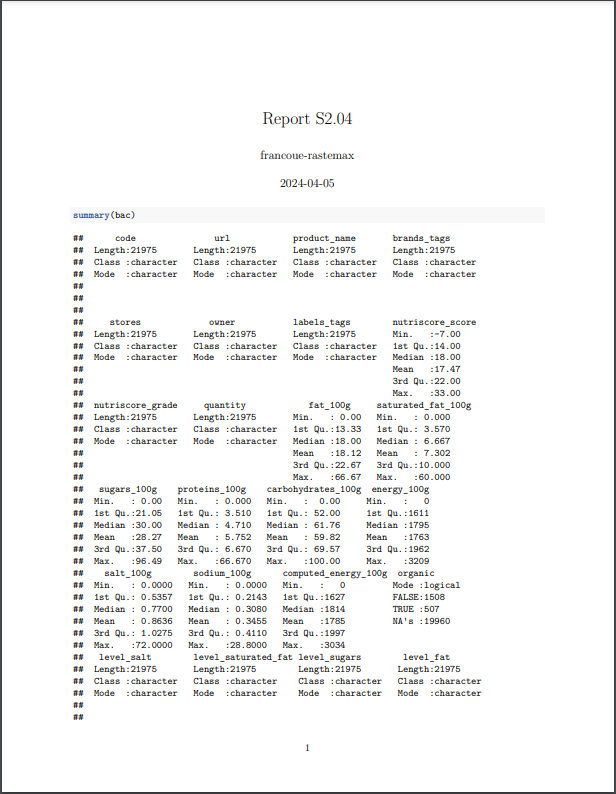 Report S2.04
francoue-rastemax
2024-04-05
summary(bac)
## code url product_name brands_tags
## Length:21975 Length:21975 Length:21975 Length:21975
## Class :character Class :character Class :character Class :character
## Mode :character Mode :character Mode :character Mode :character
##
##
##
## stores owner labels_tags nutriscore_score
## Length:21975 Length:21975 Length:21975 Min. :-7.00
## Class :character Class :character Class :character 1st Qu.:14.00
## Mode :character Mode :character Mode :character Median :18.00
## Mean :17.47
## 3rd Qu.:22.00
## Max. :33.00
## nutriscore_grade quantity fat_100g saturated_fat_100g
## Length:21975 Length:21975 Min. : 0.00 Min. : 0.000
## Class :character Class :character 1st Qu.:13.33 1st Qu.: 3.570
## Mode :character Mode :character Median :18.00 Median : 6.667
## Mean :18.12 Mean : 7.302
## 3rd Qu.:22.67 3rd Qu.:10.000
## Max. :66.67 Max. :60.000
## sugars_100g proteins_100g carbohydrates_100g energy_100g
## Min. : 0.00 Min. : 0.000 Min. : 0.00 Min. : 0
## 1st Qu.:21.05 1st Qu.: 3.510 1st Qu.: 52.00 1st Qu.:1611
## Median :30.00 Median : 4.710 Median : 61.76 Median :1795
## Mean :28.27 Mean : 5.752 Mean : 59.82 Mean :1763
## 3rd Qu.:37.50 3rd Qu.: 6.670 3rd Qu.: 69.57 3rd Qu.:1962
## Max. :96.49 Max. :66.670 Max. :100.00 Max. :3209
## salt_100g sodium_100g computed_energy_100g organic
## Min. : 0.0000 Min. : 0.0000 Min. : 0 Mode :logical
## 1st Qu.: 0.5357 1st Qu.: 0.2143 1st Qu.:1627 FALSE:1508
## Median : 0.7700 Median : 0.3080 Median :1814 TRUE :507
## Mean : 0.8636 Mean : 0.3455 Mean :1785 NA's :19960
## 3rd Qu.: 1.0275 3rd Qu.: 0.4110 3rd Qu.:1997
## Max. :72.0000 Max. :28.8000 Max. :3034
## level_salt level_saturated_fat level_sugars level_fat
## Length:21975 Length:21975 Length:21975 Length:21975
## Class :character Class :character Class :character Class :character
## Mode :character Mode :character Mode :character Mode :character
##
##
1